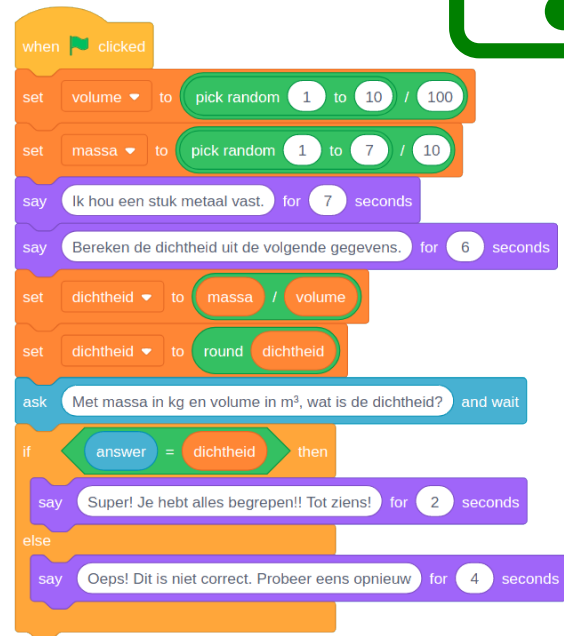 when clicked
set volume to pick random 1 to 10 / 100
set massa to pick random 1 to 7 / 10
say Ik hou een stuk metaal vast. for 7 seconds
say Bereken de dichtheid uit de volgende gegevens. for 6 seconds
set dichtheid to massa / volume
set dichtheid to round dichtheid
ask Met massa in kg en volume in m³, wat is de dichtheid? and wait
if answer = dichtheid then
say Super! Je hebt alles begrepen!! Tot ziens! for 2 seconds
else
say Oeps! Dit is niet correct. Probeer eens opnieuw for 4 seconds